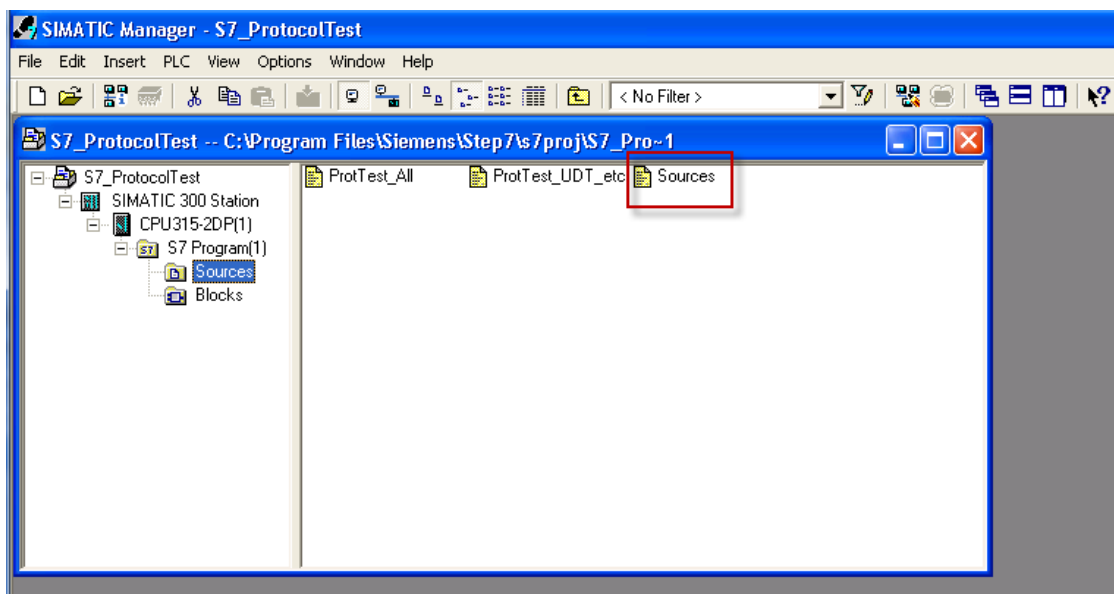 SIMATIC Manager - S7_ProtocolTest
File Edit Insert PLC View Options Window Help
< No Filter >
S7_ProtocolTest -- C:\Program Files\Siemens\Step7\s7proj\S7_Pro~1
S7_ProtocolTest
SIMATIC 300 Station
CPU315-2DP(1)
S7 Program(1)
Sources
Blocks
ProtTest_All ProtTest_UDT_etc Sources